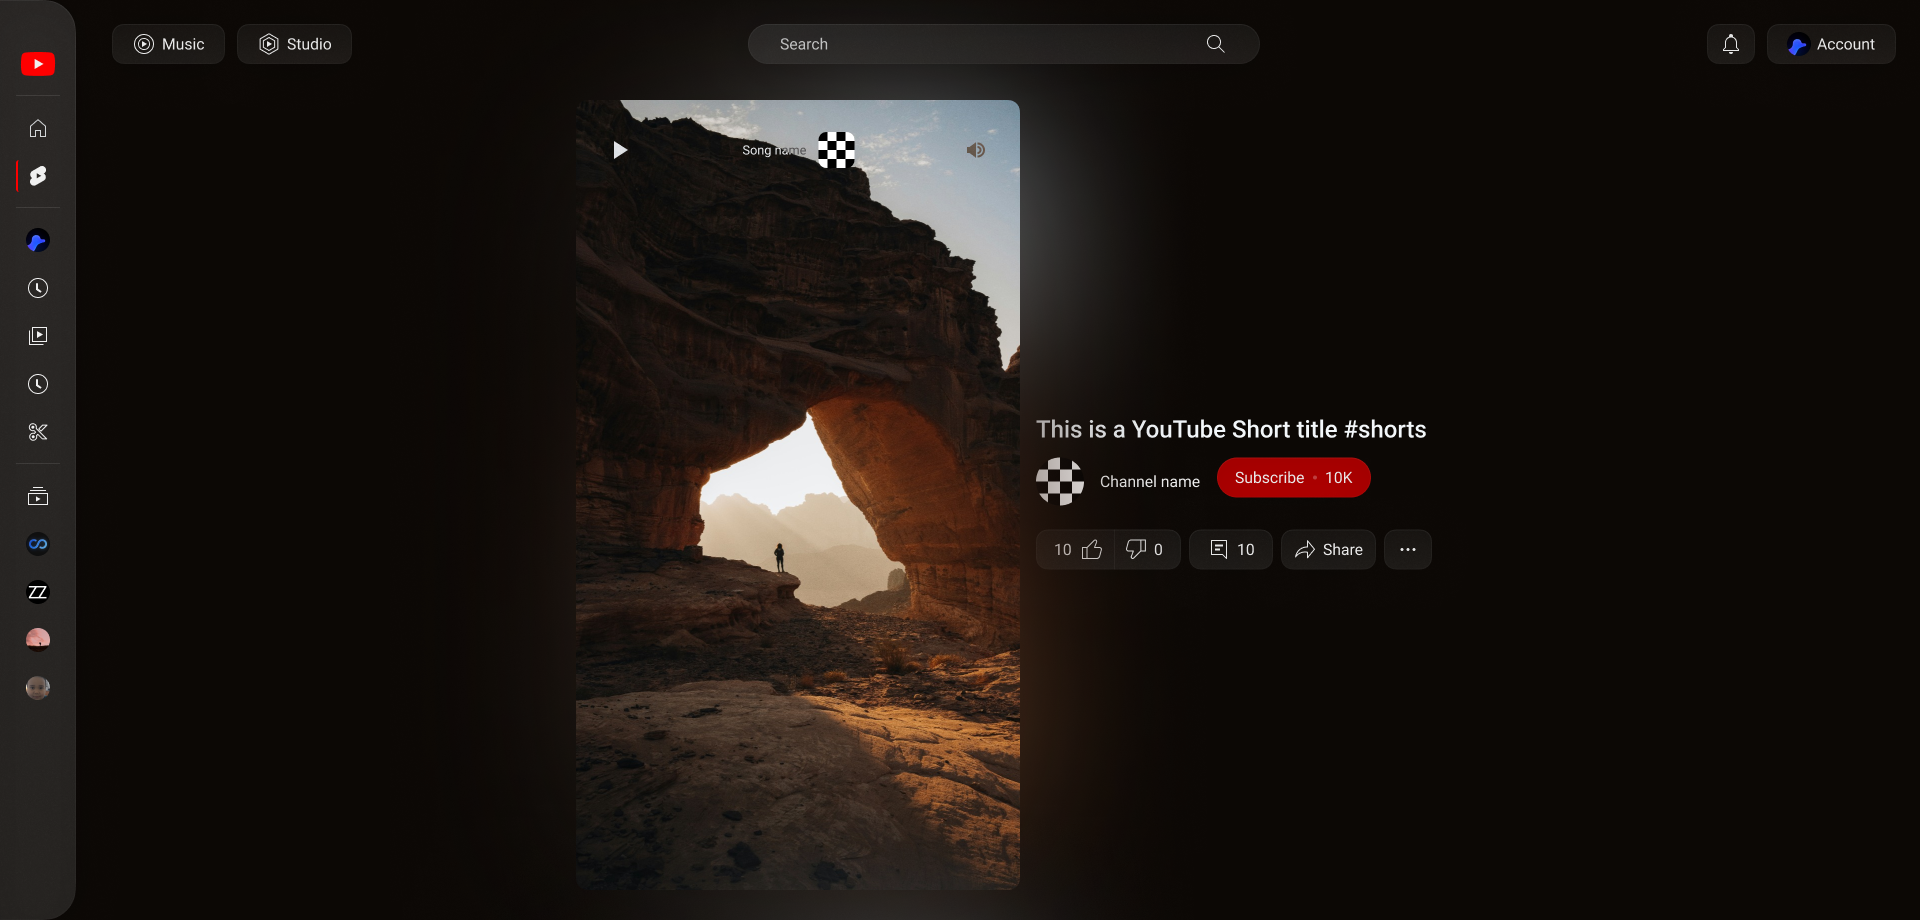 Music
Studio
Search
Account
Song name
This is a YouTube Short title #shorts
Channel name
Subscribe • 10K
10
0
10
Share
ZZ